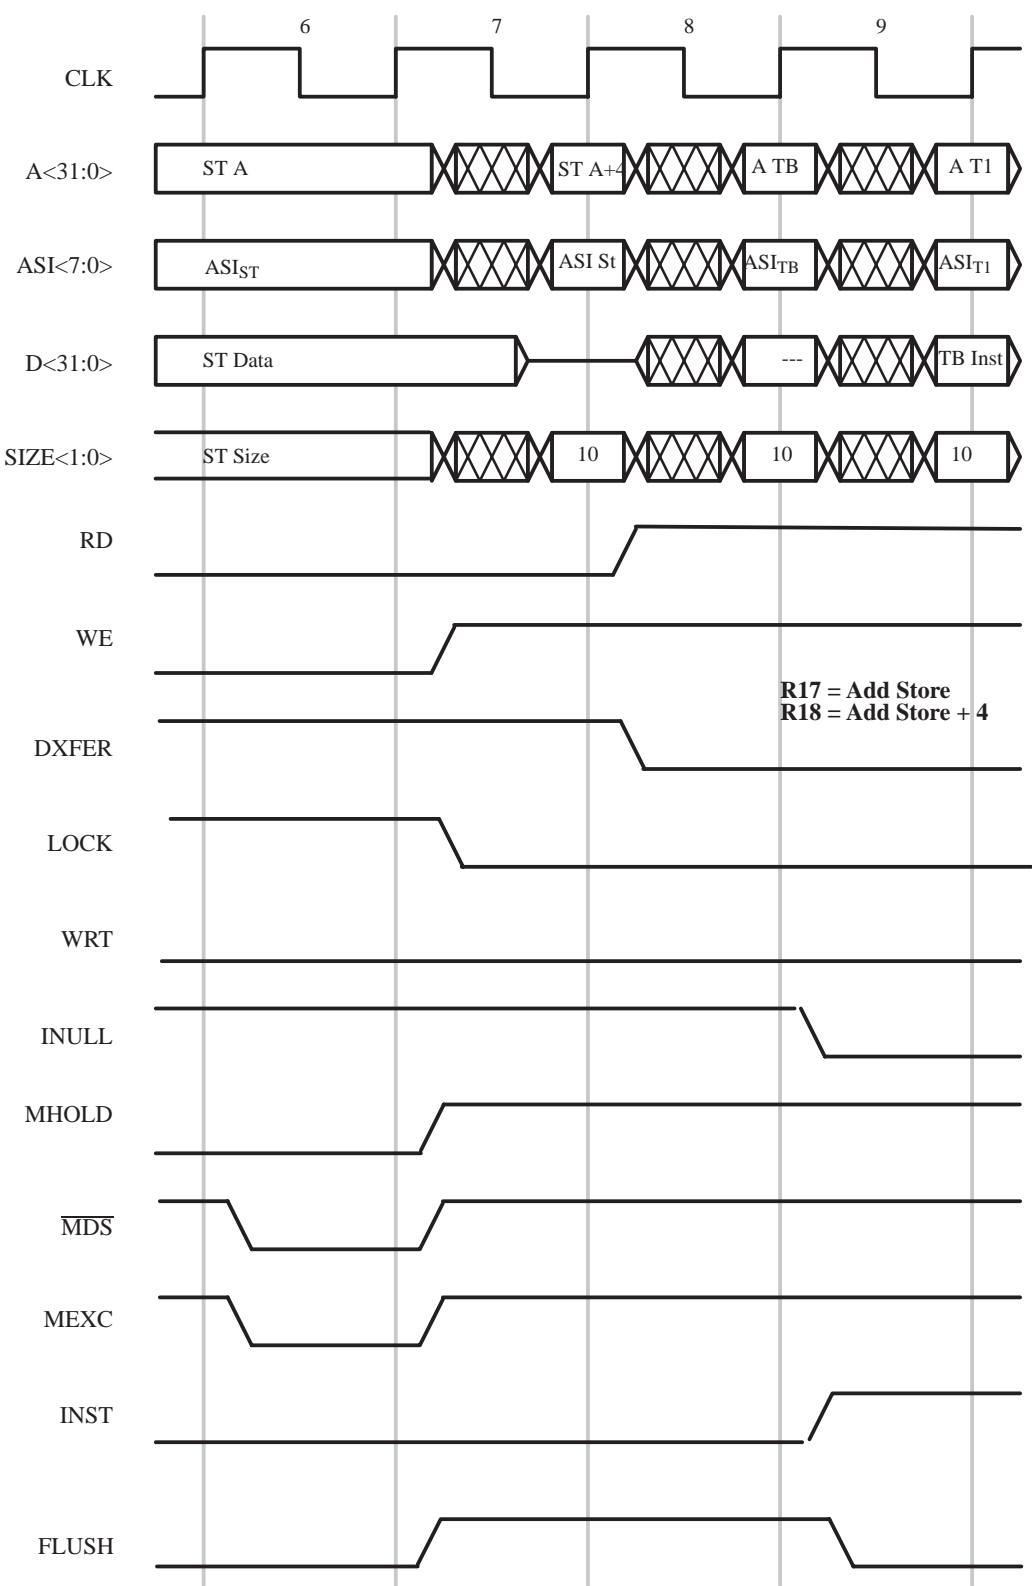 6 7 8 9
CLK
A<31:0> ST A ST A+4 A TB A T1
ASI<7:0> ASIST ASI St ASITB ASIT1
D<31:0> ST Data --- TB Inst
SIZE<1:0> ST Size 10 10 10
RD
WE
R17 = Add Store
R18 = Add Store + 4
DXFER
LOCK
WRT
INULL
MHOLD
MDS
MEXC
INST
FLUSH